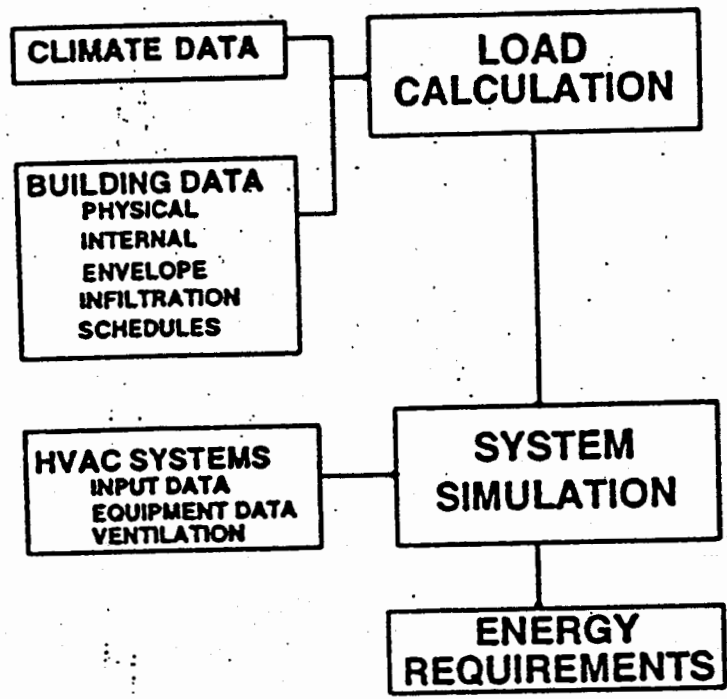 CLIMATE DATA
LOAD
CALCULATION
BUILDING DATA
PHYSICAL
INTERNAL
ENVELOPE
INFILTRATION
SCHEDULES
HVAC SYSTEMS
INPUT DATA
EQUIPMENT DATA
VENTILATION
SYSTEM
SIMULATION
ENERGY
REQUIREMENTS